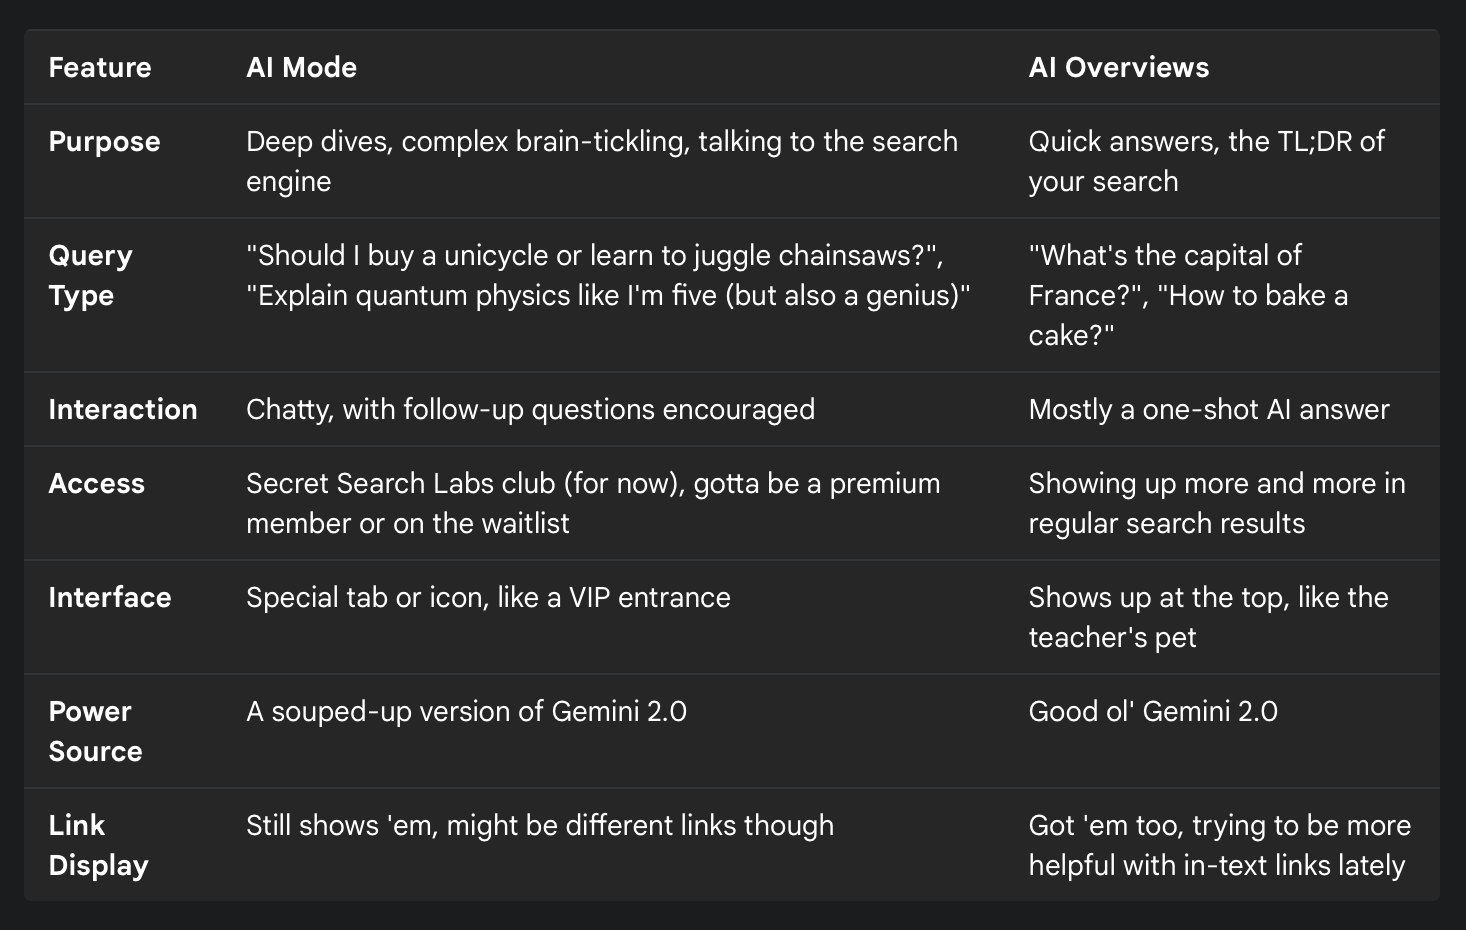 Feature AI Mode AI Overviews
Purpose Deep dives, complex brain-tickling, talking to the search Quick answers, the TL;DR of
engine your search
Query "Should I buy a unicycle or learn to juggle chainsaws?", "What's the capital of
Type "Explain quantum physics like I'm five (but also a genius)" France?", "How to bake a
cake?"
Interaction Chatty, with follow-up questions encouraged Mostly a one-shot AI answer
Access Secret Search Labs club (for now), gotta be a premium Showing up more and more in
member or on the waitlist regular search results
Interface Special tab or icon, like a VIP entrance Shows up at the top, like the
teacher's pet
Power A souped-up version of Gemini 2.0 Good ol' Gemini 2.0
Source
Link Still shows 'em, might be different links though Got 'em too, trying to be more
Display helpful with in-text links lately